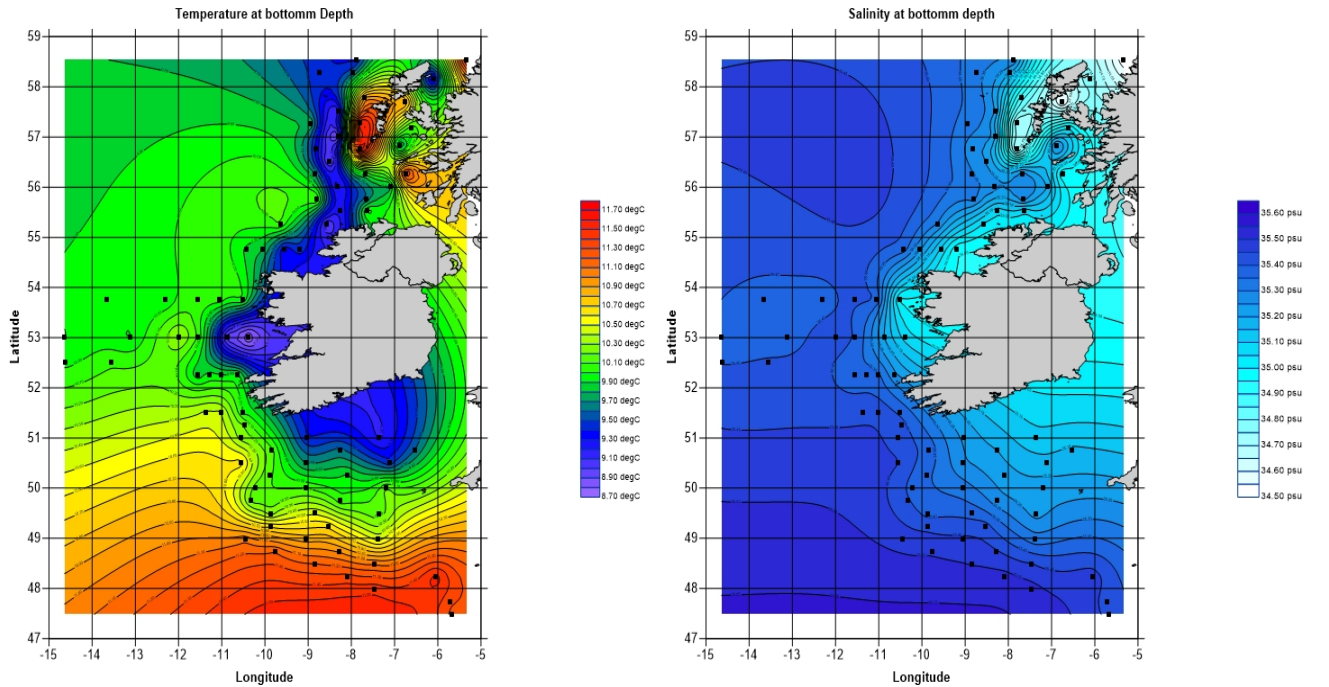 Temperature at bottomm Depth
59
58
57
56
55
54
53
52
51
50
49
48
47
-15 -14 -13 -12 -11 -10 -9 -8 -7 -6 -5
Latitude
Longitude
11.70 degC
11.50 degC
11.30 degC
11.10 degC
10.90 degC
10.70 degC
10.50 degC
10.30 degC
10.10 degC
9.90 degC
9.70 degC
9.50 degC
9.30 degC
9.10 degC
8.90 degC
8.70 degC
Salinity at bottomm depth
59
58
57
56
55
54
53
52
51
50
49
48
47
-15 -14 -13 -12 -11 -10 -9 -8 -7 -6 -5
Latitude
Longitude
35.60 psu
35.50 psu
35.40 psu
35.30 psu
35.20 psu
35.10 psu
35.00 psu
34.90 psu
34.80 psu
34.70 psu
34.60 psu
34.50 psu